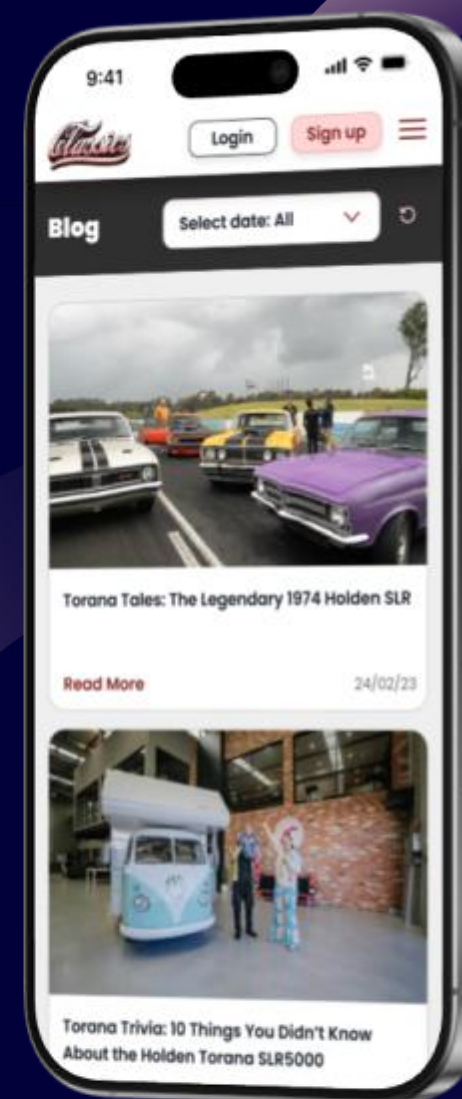 9:41
Classics
Login
Sign up
Blog
Select date: All
Torana Tales: The Legendary 1974 Holden SLR
Read More
24/02/23
Torana Trivia: 10 Things You Didn't Know
About the Holden Torana SLR5000